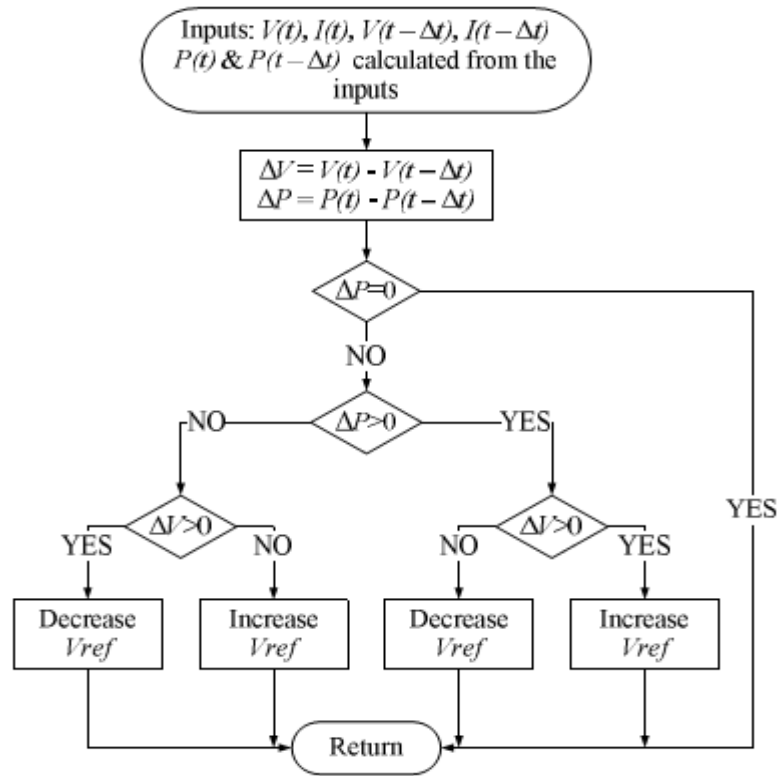 Inputs: V(t), I(t), V(t – Δt), I(t – Δt)
P(t) & P(t – Δt) calculated from the
inputs
ΔV = V(t) - V(t – Δt)
ΔP = P(t) - P(t – Δt)
ΔP=0
NO
NO
ΔP>0
YES
YES
ΔV>0
ΔV>0
YES
NO
NO
YES
Decrease
Vref
Increase
Vref
Decrease
Vref
Increase
Vref
Return